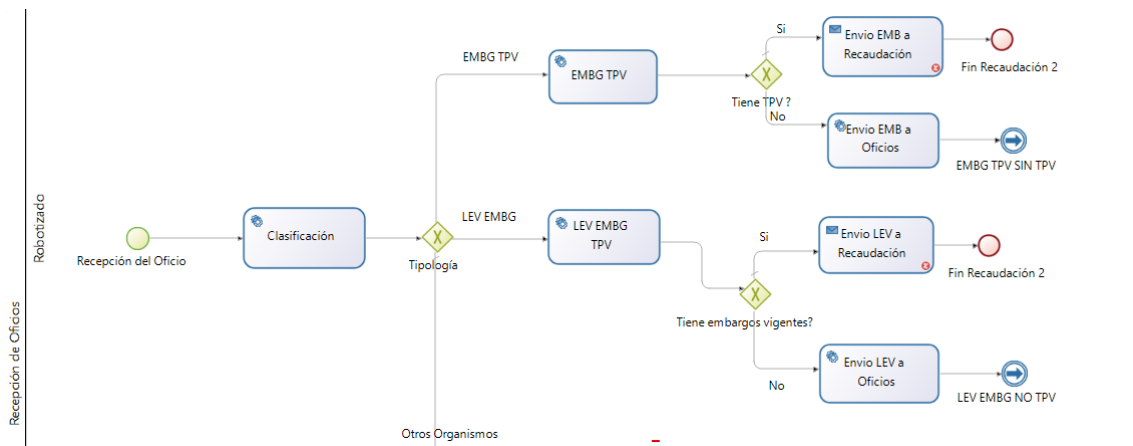 Recepción de Oficios
Robotizado
Recepción del Oficio
Clasificación
Tipología
EMBG TPV
EMBG TPV
Tiene TPV ?
Si
Envio EMB a
Recaudación
Fin Recaudación 2
No
Envio EMB a
Oficios
EMBG TPV SIN TPV
LEV EMBG
LEV EMBG
TPV
Tiene embargos vigentes?
Si
Envio LEV a
Recaudación
Fin Recaudación 2
No
Envio LEV a
Oficios
LEV EMBG NO TPV
Otros Organismos